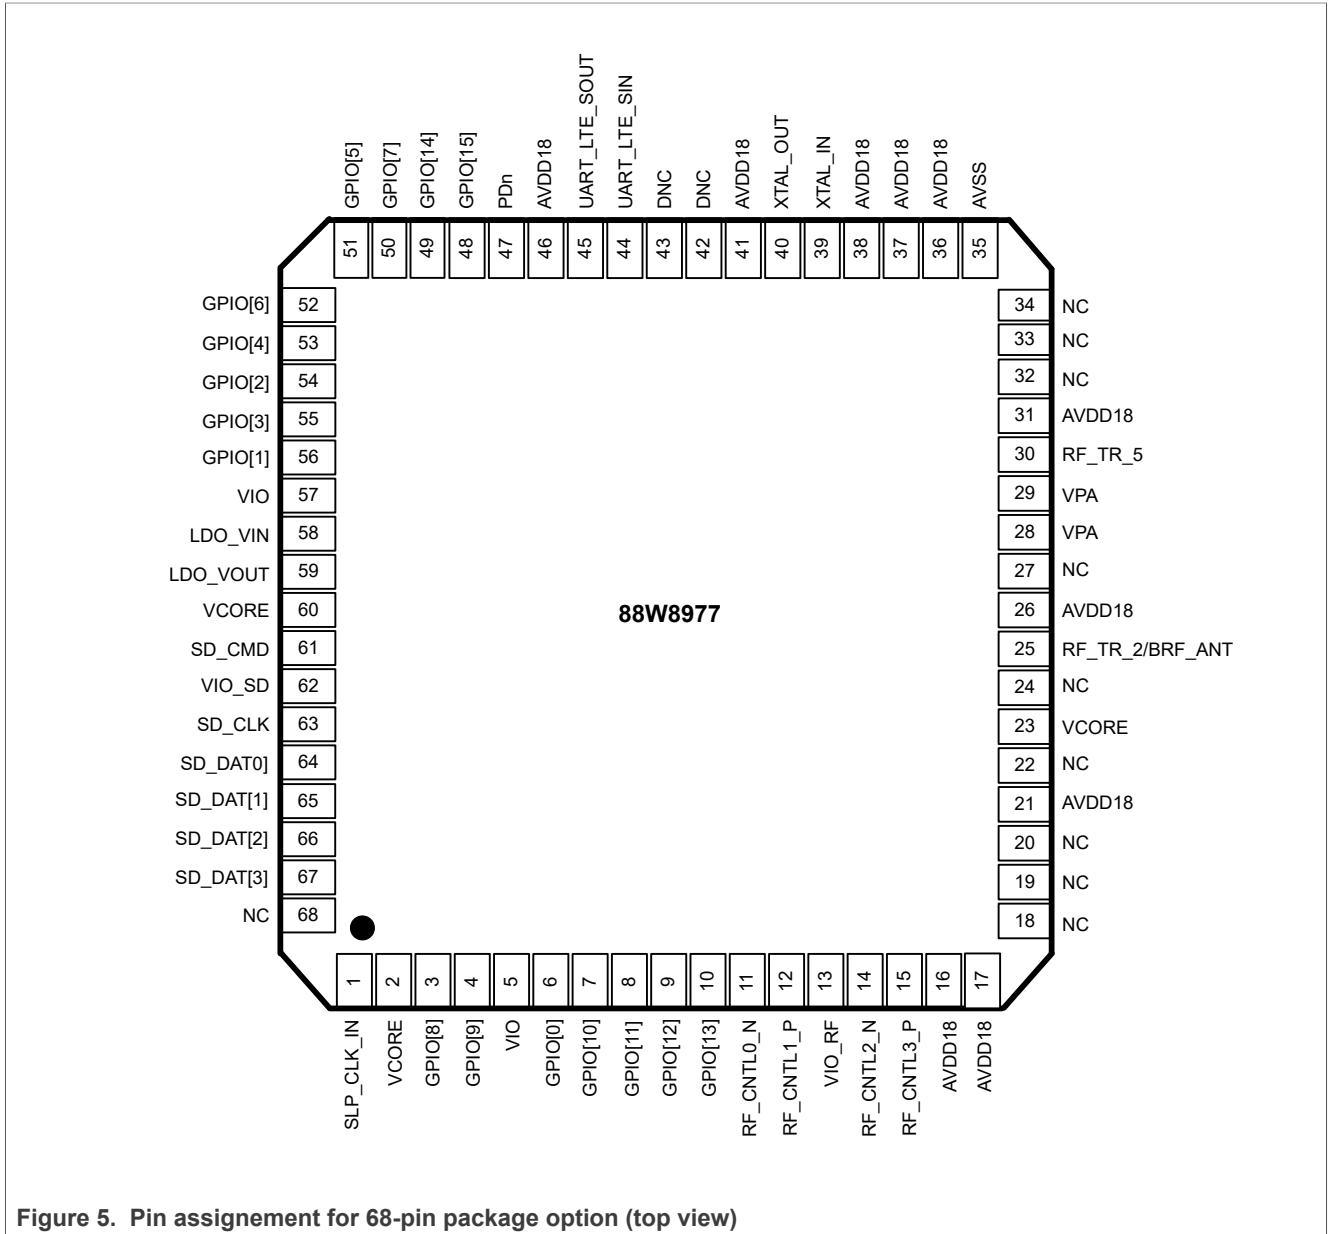 GPIO[5]
GPIO[7]
GPIO[14]
GPIO[15]
PDn
AVDD18
UART_LTE_SOUT
UART_LTE_SIN
DNC
DNC
AVDD18
XTAL_OUT
XTAL_IN
AVDD18
AVDD18
AVDD18
AVSS
51
50
49
48
47
46
45
44
43
42
41
40
39
38
37
36
35
GPIO[6] 52
GPIO[4] 53
GPIO[2] 54
GPIO[3] 55
GPIO[1] 56
VIO 57
LDO_VIN 58
LDO_VOUT 59
VCORE 60
SD_CMD 61
VIO_SD 62
SD_CLK 63
SD_DAT0] 64
SD_DAT[1] 65
SD_DAT[2] 66
SD_DAT[3] 67
NC 68
88W8977
34 NC
33 NC
32 NC
31 AVDD18
30 RF_TR_5
29 VPA
28 VPA
27 NC
26 AVDD18
25 RF_TR_2/BRF_ANT
24 NC
23 VCORE
22 NC
21 AVDD18
20 NC
19 NC
18 NC
1
2
3
4
5
6
7
8
9
10
11
12
13
14
15
16
17
SLP_CLK_IN
VCORE
GPIO[8]
GPIO[9]
VIO
GPIO[0]
GPIO[10]
GPIO[11]
GPIO[12]
GPIO[13]
RF_CNTL0_N
RF_CNTL1_P
VIO_RF
RF_CNTL2_N
RF_CNTL3_P
AVDD18
AVDD18
Figure 5. Pin assignement for 68-pin package option (top view)